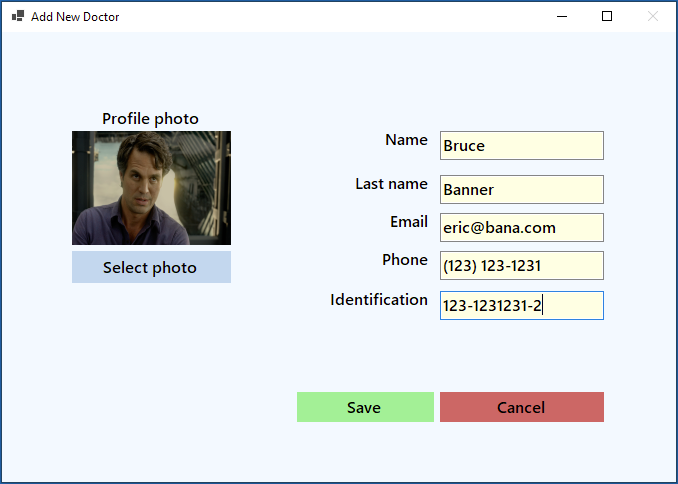 Add New Doctor
Profile photo
Select photo
Name Bruce
Last name Banner
Email eric@bana.com
Phone (123) 123-1231
Identification 123-1231231-2
Save Cancel